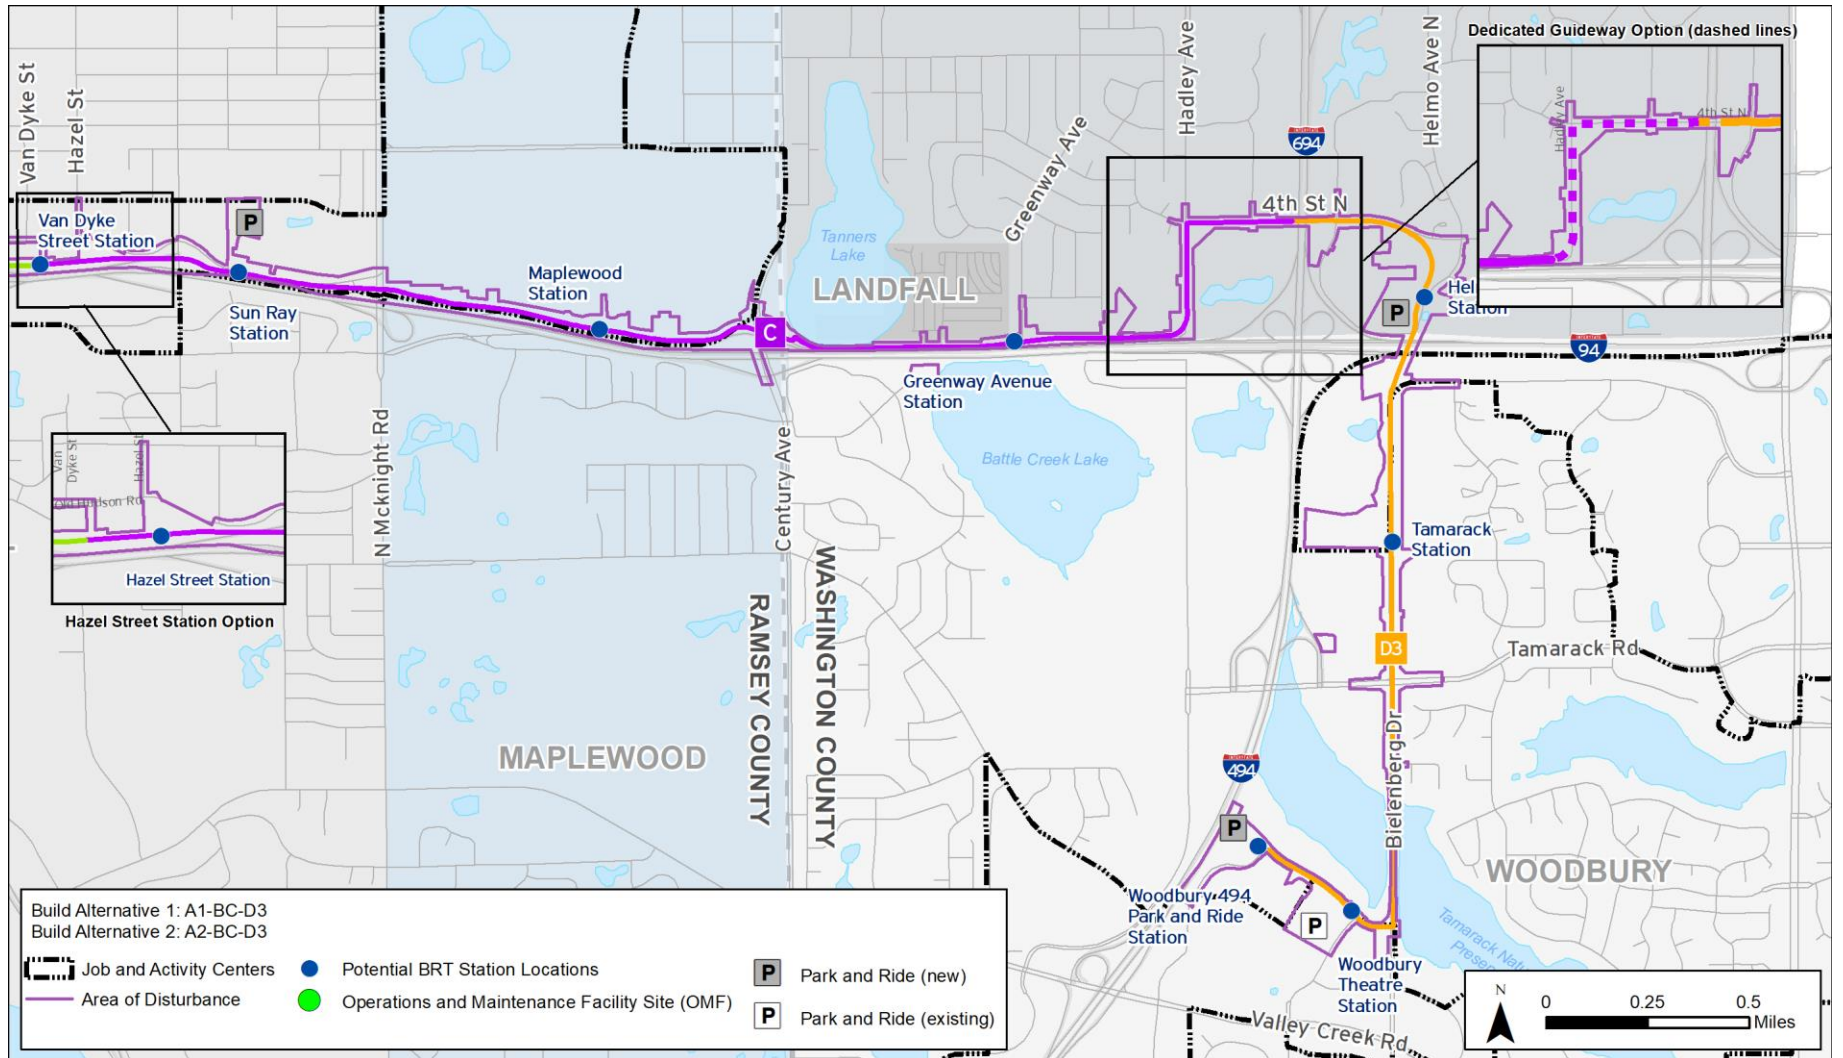 Van Dyke St
Hazel St
Hadley Ave
Helmo Ave N
Greenway Ave
694
Dedicated Guideway Option (dashed lines)
Hadley Ave
4th St N
Van Dyke
Street Station
P
Sun Ray
Station
Maplewood
Station
Tanners
Lake
LANDFALL
C
4th St N
P
Hel
Station
94
Greenway Avenue
Station
Battle Creek Lake
N Mcknight Rd
Century Ave
Van
Dyke St
Hazel St
Hudson Rd
Hazel Street Station
Hazel Street Station Option
Tamarack
Station
D3
Tamarack Rd
RAMSEY COUNTY
WASHINGTON COUNTY
MAPLEWOOD
494
P
Bielenberg Dr
WOODBURY
Woodbury 494
Park and Ride
Station
P
Woodbury
Theatre
Station
Tamarack Natu
Prese
Valley Creek Rd
Build Alternative 1: A1-BC-D3
Build Alternative 2: A2-BC-D3
Job and Activity Centers
Area of Disturbance
Potential BRT Station Locations
Operations and Maintenance Facility Site (OMF)
P Park and Ride (new)
P Park and Ride (existing)
N
0 0.25 0.5
Miles